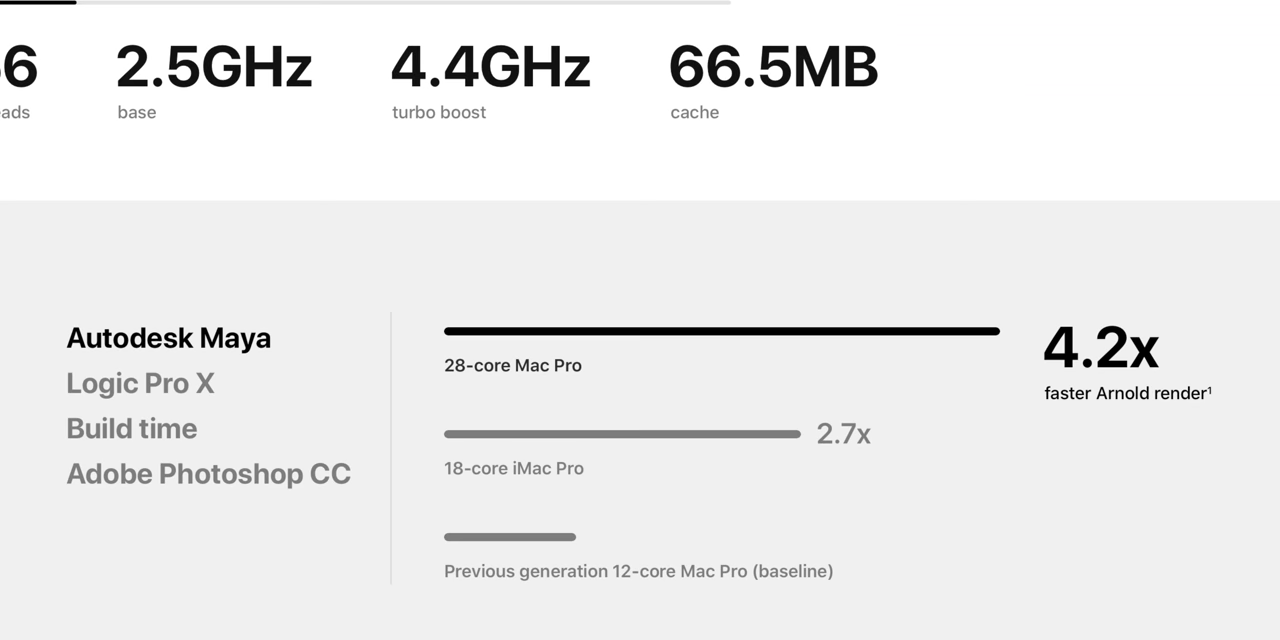 6 2.5GHz 4.4GHz 66.5MB
ads base turbo boost cache
Autodesk Maya
Logic Pro X
Build time
Adobe Photoshop CC
28-core Mac Pro
4.2x
faster Arnold render¹
2.7x
18-core iMac Pro
Previous generation 12-core Mac Pro (baseline)